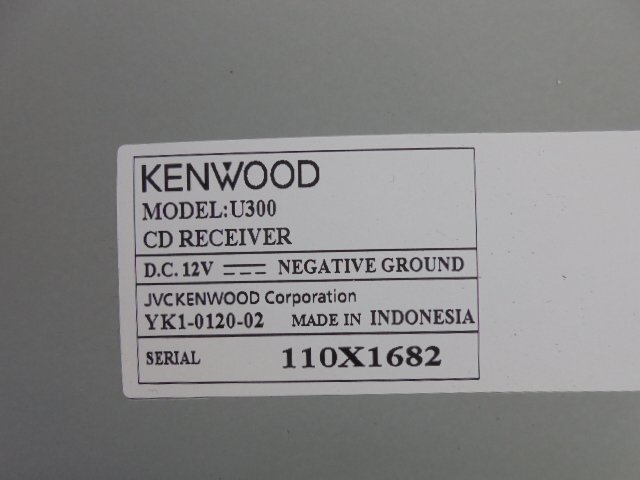 KENWOOD
MODEL:U300
CD RECEIVER
D.C. 12V NEGATIVE GROUND
JVCKENWOOD Corporation
YK1-0120-02 MADE IN INDONESIA
SERIAL 110X1682